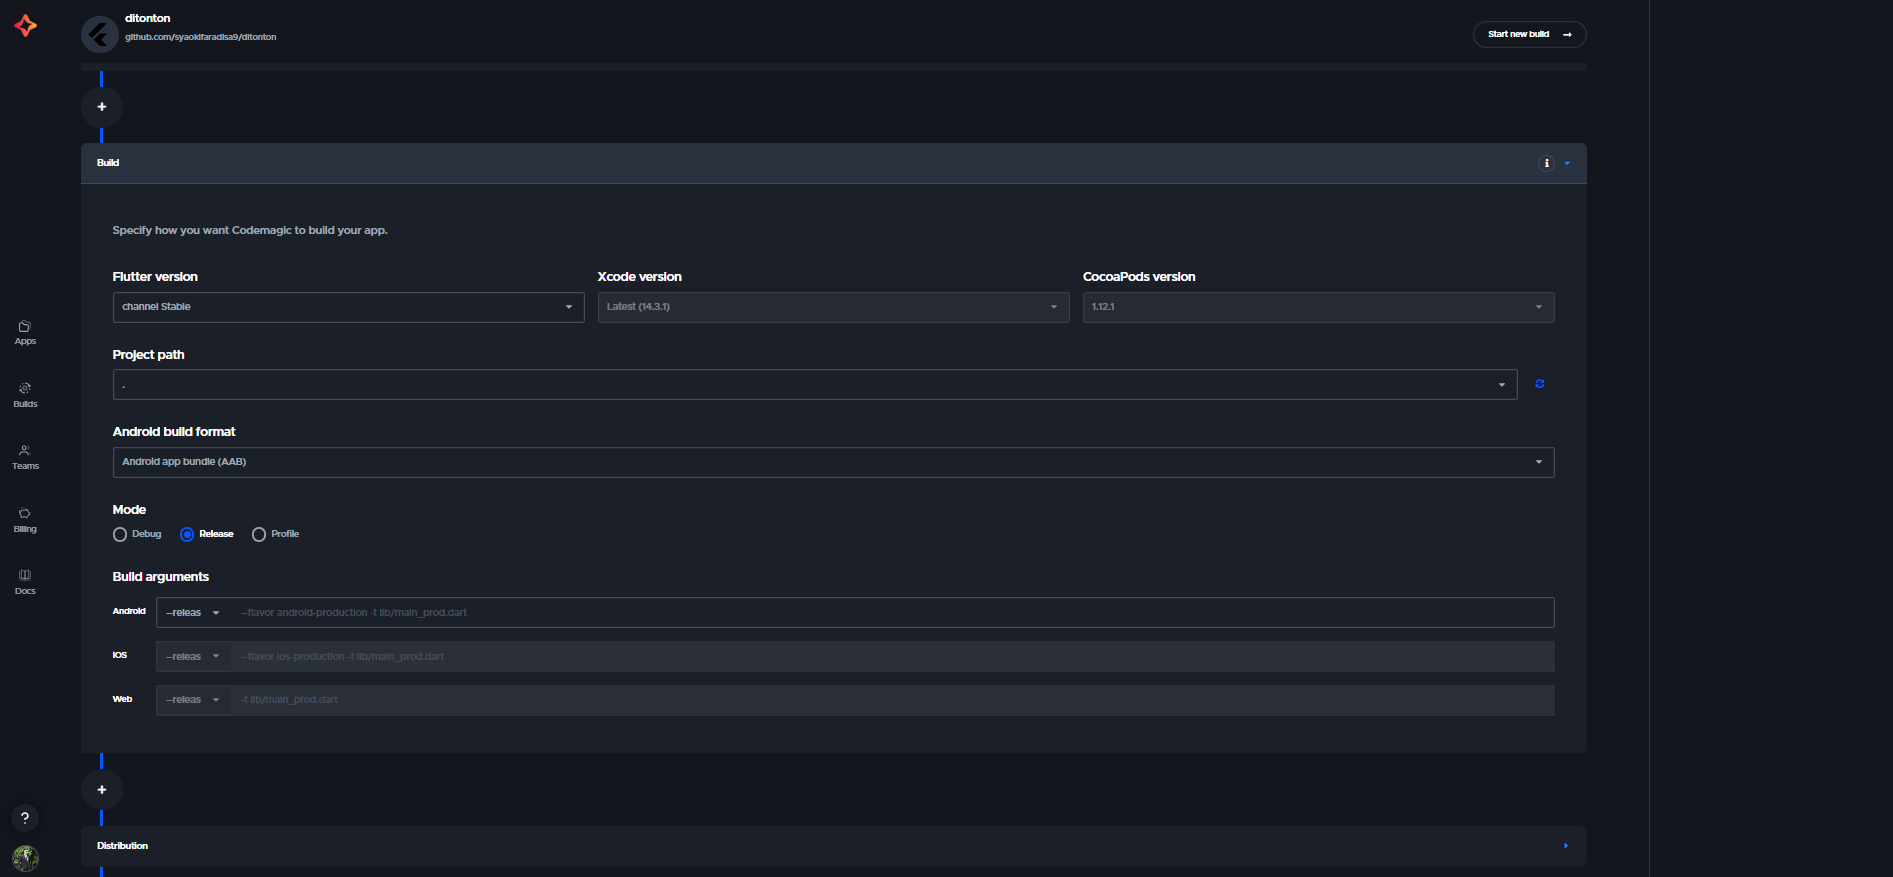 ditonton
github.com/syaokifaradisa9/ditonton
Start new build
Build
Specify how you want Codemagic to build your app.
Flutter version
Xcode version
CocoaPods version
channel Stable
Latest (14.3.1)
1.12.1
Project path
.
Android build format
Android app bundle (AAB)
Mode
Debug
Release
Profile
Build arguments
Android
--releas
--flavor android-production -t lib/main_prod.dart
iOS
--releas
--flavor ios-production -t lib/main_prod.dart
Web
--releas
-t lib/main_prod.dart
Distribution
Apps
Builds
Teams
Billing
Docs
?